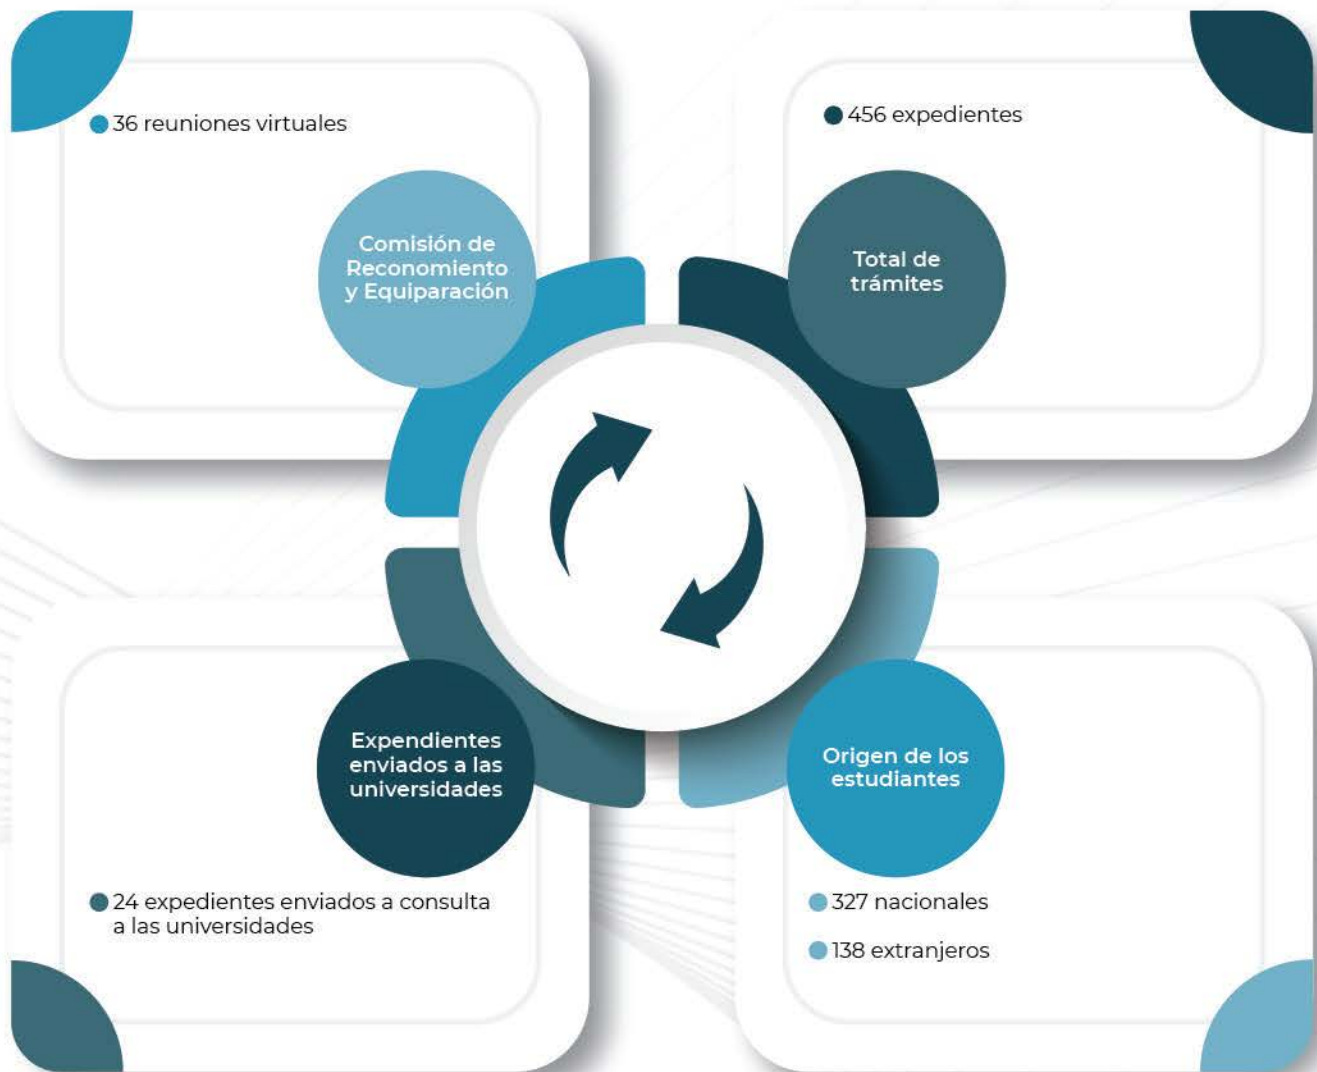 36 reuniones virtuales
Comisión de
Reconomiento
y Equiparación
456 expedientes
Total de
trámites
Expendientes
enviados a las
universidades
24 expedientes enviados a consulta
a las universidades
Origen de los
estudiantes
327 nacionales
138 extranjeros